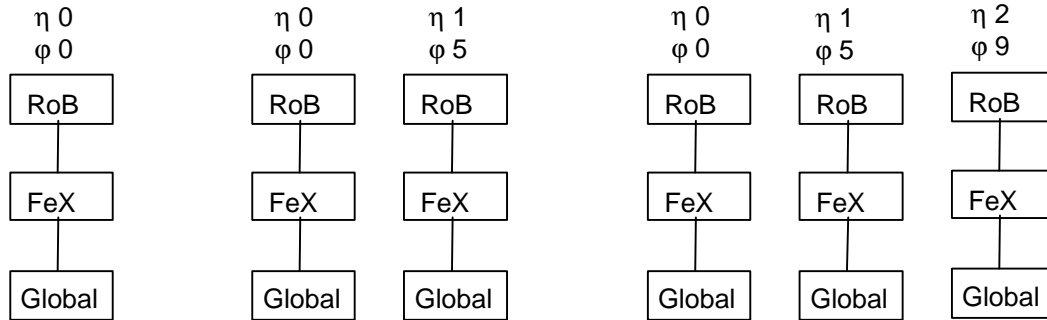 η 0 η 0 η 1 η 0 η 1 η 2
φ 0 φ 0 φ 5 φ 0 φ 5 φ 9
RoB RoB RoB RoB RoB RoB
FeX FeX FeX FeX FeX FeX
Global Global Global Global Global Global